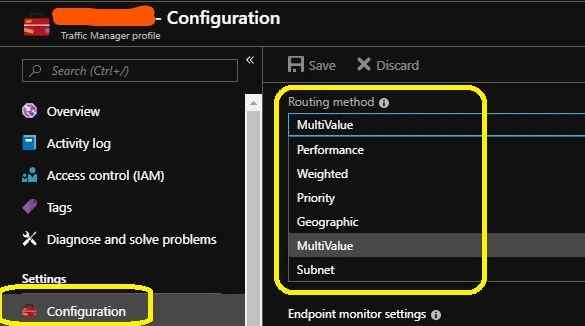 - Configuration
Traffic Manager profile
Search (Ctrl+/)
«
Overview
Activity log
Access control (IAM)
Tags
Diagnose and solve problems
Settings
Configuration
Save
Discard
Routing method
MultiValue
Performance
Weighted
Priority
Geographic
MultiValue
Subnet
Endpoint monitor settings